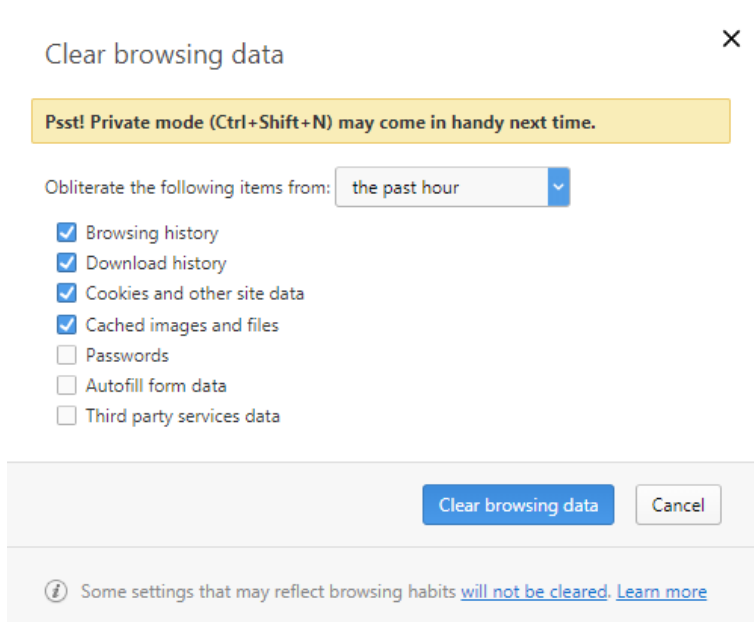 Clear browsing data
Psst! Private mode (Ctrl+Shift+N) may come in handy next time.
Obliterate the following items from: the past hour
Browsing history
Download history
Cookies and other site data
Cached images and files
Passwords
Autofill form data
Third party services data
Clear browsing data Cancel
Some settings that may reflect browsing habits will not be cleared. Learn more